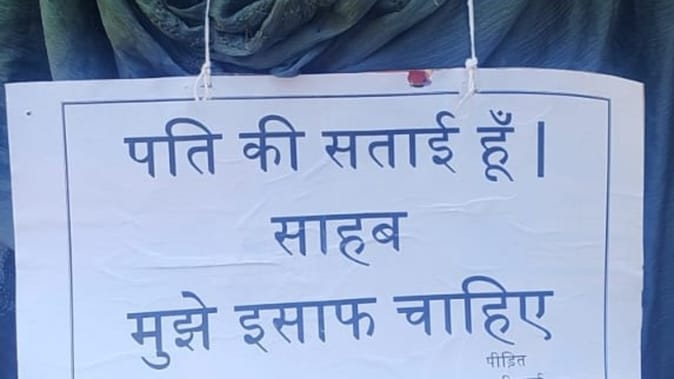 पति की सताई हूँ |
साहब
मुझे इसाफ चाहिए
पीड़ित